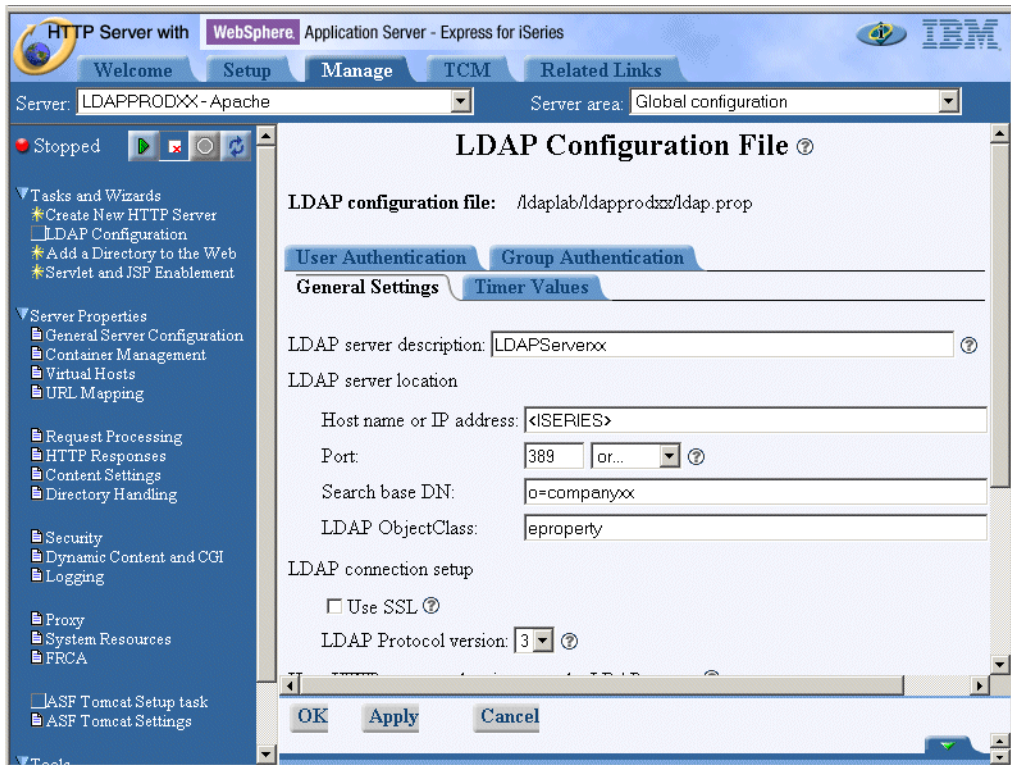 HTTP Server with WebSphere. Application Server - Express for iSeries
IBM
Welcome Setup Manage TCM Related Links
Server: LDAPPRODXX - Apache Server area: Global configuration
Stopped
Tasks and Wizards
Create New HTTP Server
LDAP Configuration
Add a Directory to the Web
Servlet and JSP Enablement
Server Properties
General Server Configuration
Container Management
Virtual Hosts
URL Mapping
Request Processing
HTTP Responses
Content Settings
Directory Handling
Security
Dynamic Content and CGI
Logging
Proxy
System Resources
FRCA
ASF Tomcat Setup task
ASF Tomcat Settings
Tools
LDAP Configuration File
LDAP configuration file: /ldaplab/ldapprodxx/ldap.prop
User Authentication Group Authentication
General Settings Timer Values
LDAP server description: LDAPServerxx
LDAP server location
Host name or IP address: <ISERIES>
Port: 389 or...
Search base DN: o=companyxx
LDAP ObjectClass: eproperty
LDAP connection setup
Use SSL
LDAP Protocol version: 3
OK Apply Cancel